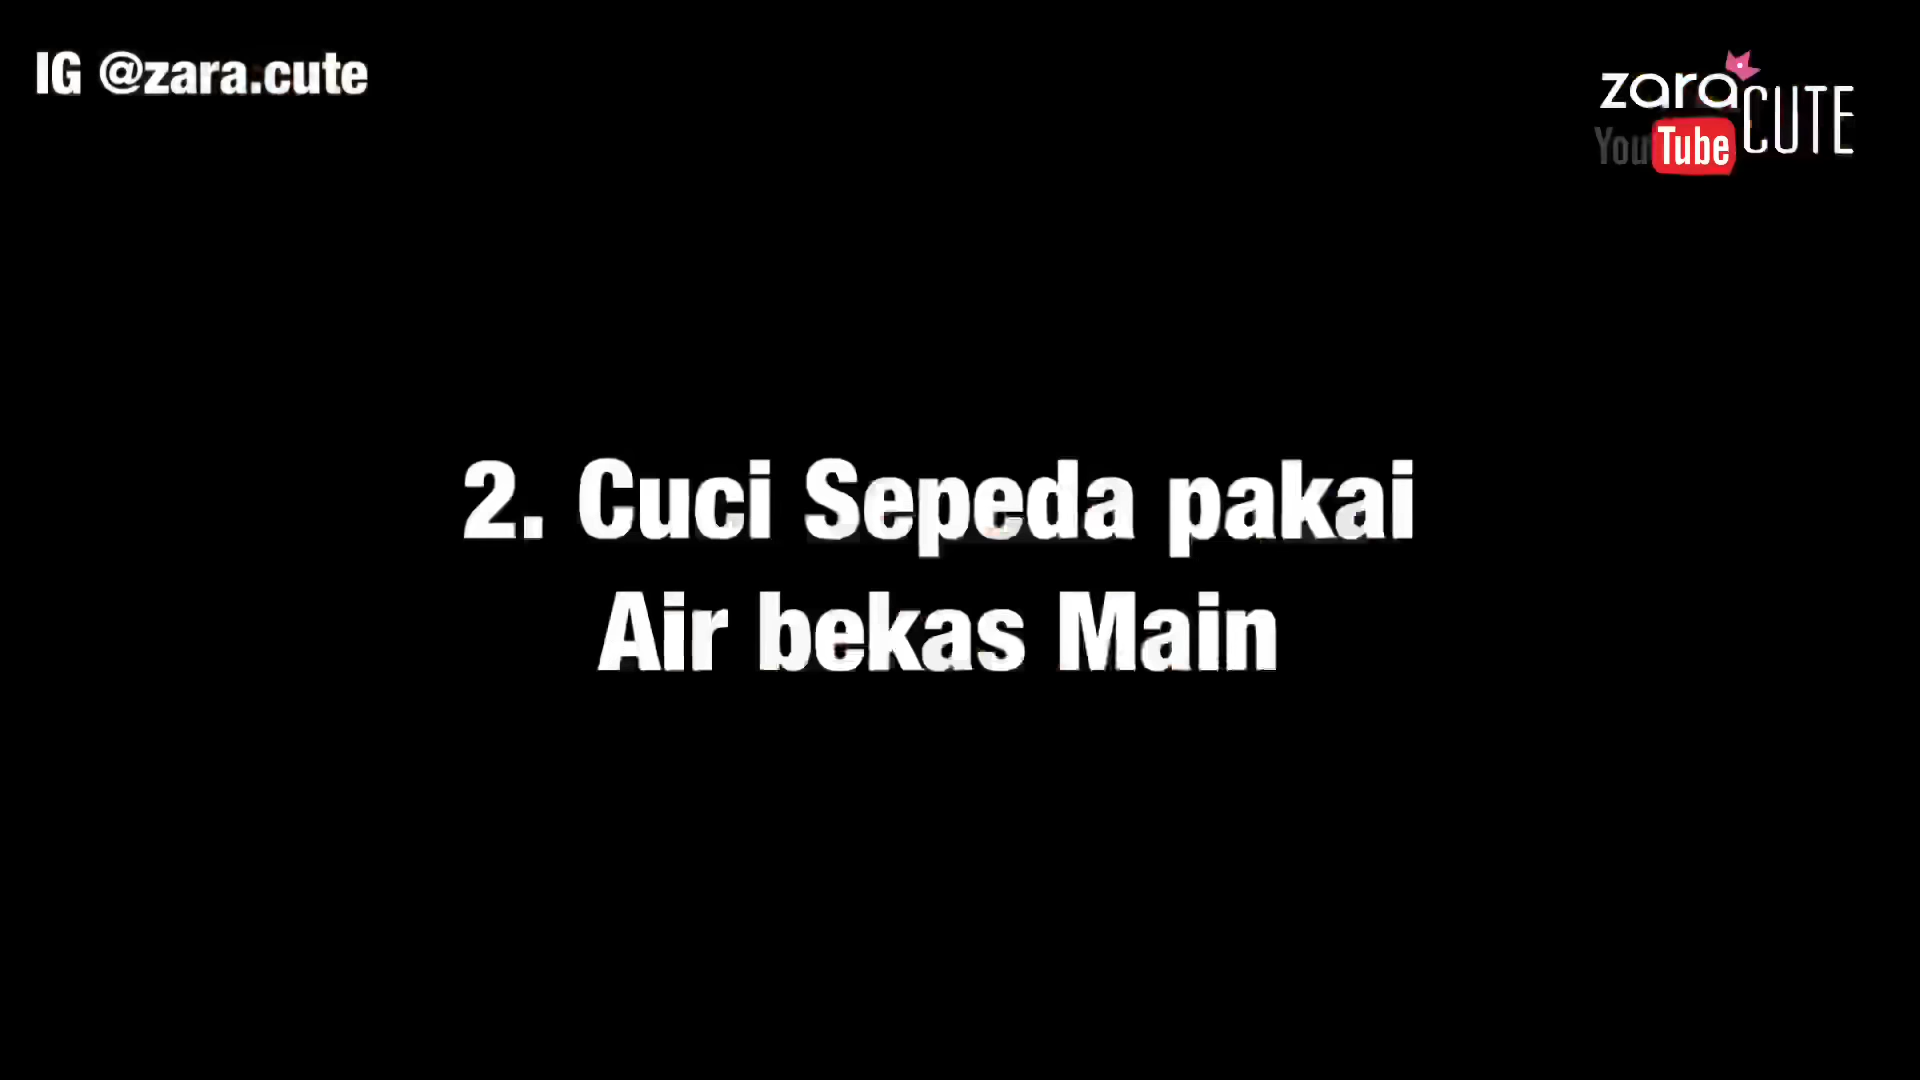 IG @zara.cute
zara CUTE
YouTube
2. Cuci Sepeda pakai
Air bekas Main